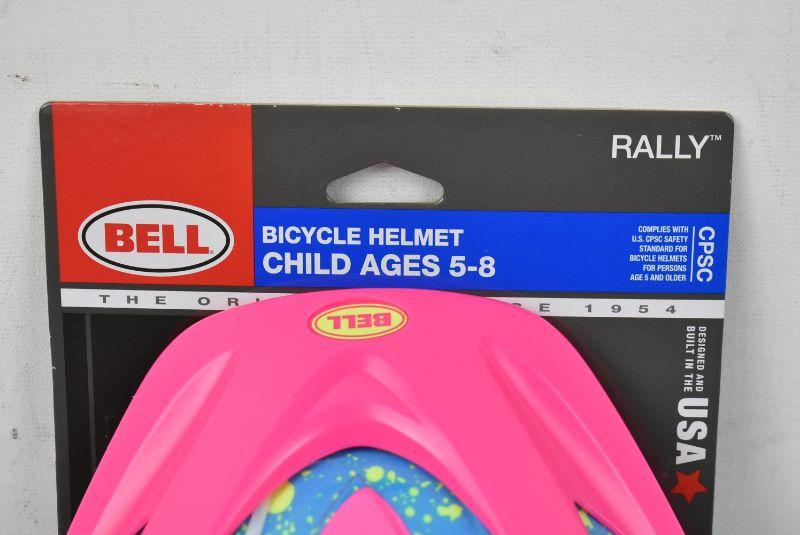 RALLY™
BELL
BICYCLE HELMET
CHILD AGES 5-8
COMPLIES WITH
U.S. CPSC SAFETY
STANDARD FOR
BICYCLE HELMETS
FOR PERSONS
AGE 5 AND OLDER
CPSC
THE 1954
BELL
DESIGNED AND
BUILT IN THE
USA